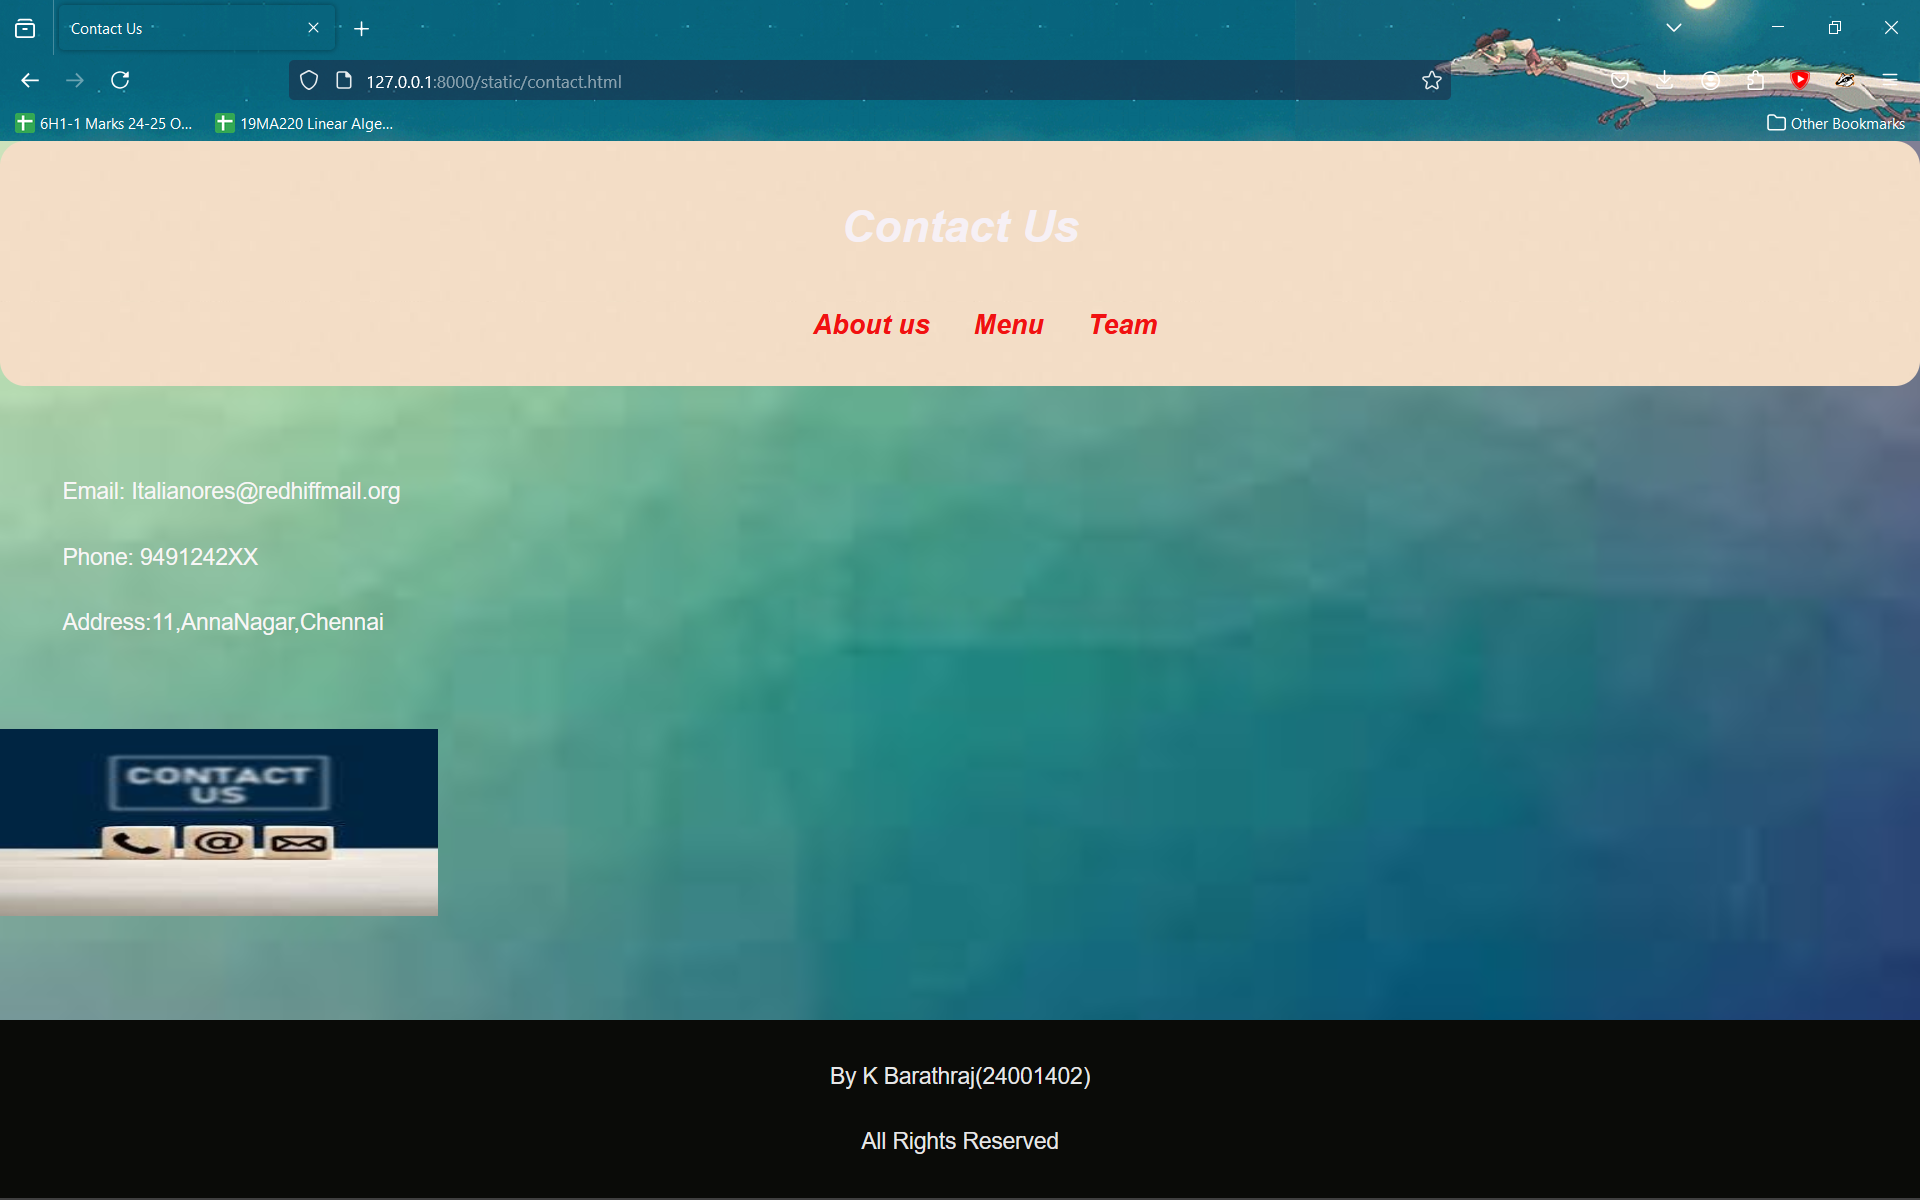 Contact Us
127.0.0.1:8000/static/contact.html
6H1-1 Marks 24-25 O...
19MA220 Linear Alge...
Other Bookmarks
Contact Us
About us Menu Team
Email: Italianores@redhiffmail.org
Phone: 9491242XX
Address:11,AnnaNagar,Chennai
CONTACT
US
By K Barathraj(24001402)
All Rights Reserved